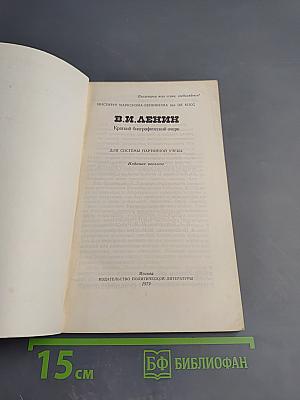 Пролетарии всех стран, соединяйтесь!
ИНСТИТУТ МАРКСИЗМА-ЛЕНИНИЗМА при ЦК КПСС
В.И.ЛЕНИН
Краткий биографический очерк
ДЛЯ СИСТЕМЫ ПАРТИЙНОЙ УЧЕБЫ
Издание восьмое
Москва
ИЗДАТЕЛЬСТВО ПОЛИТИЧЕСКОЙ ЛИТЕРАТУРЫ
1979
15 см
БФ БИБЛИОФАН